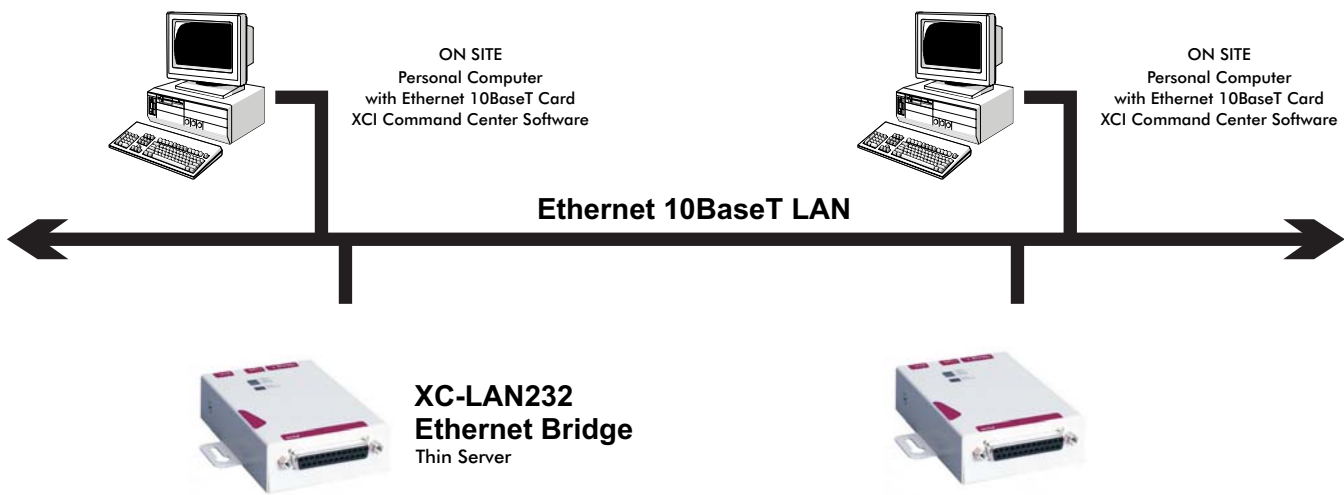 ON SITE
Personal Computer
with Ethernet 10BaseT Card
XCI Command Center Software
ON SITE
Personal Computer
with Ethernet 10BaseT Card
XCI Command Center Software
Ethernet 10BaseT LAN
XC-LAN232
Ethernet Bridge
Thin Server